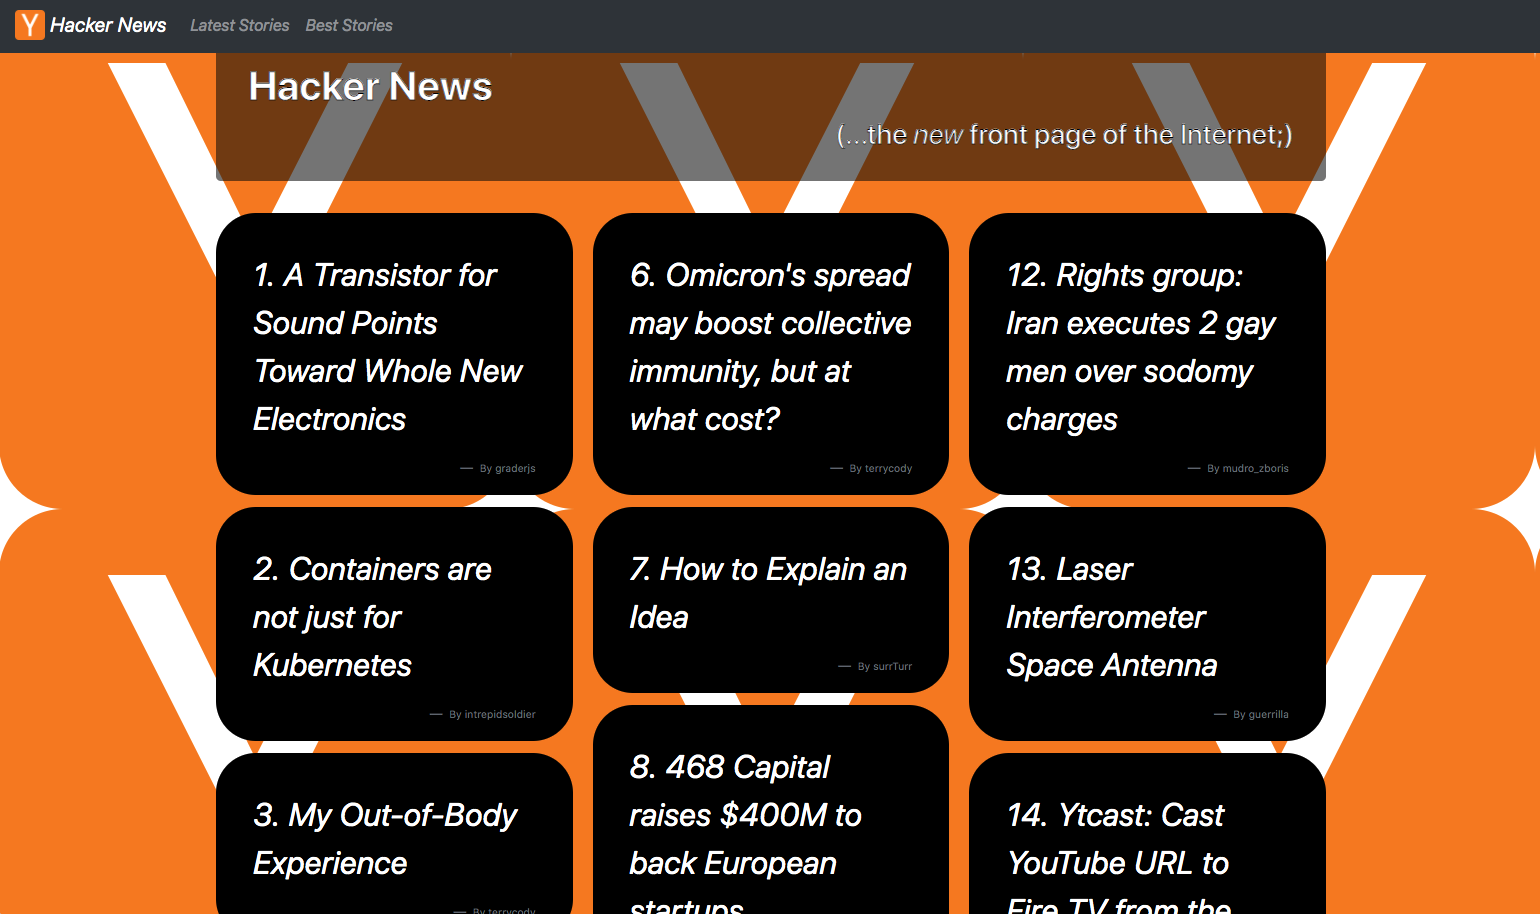 Y Hacker News Latest Stories Best Stories
Hacker News
(...the new front page of the Internet;)
1. A Transistor for
Sound Points
Toward Whole New
Electronics
— By graderjs
2. Containers are
not just for
Kubernetes
— By intrepidsoldier
3. My Out-of-Body
Experience
— By terrycody
6. Omicron's spread
may boost collective
immunity, but at
what cost?
— By terrycody
7. How to Explain an
Idea
— By surrTurr
8. 468 Capital
raises $400M to
back European
startups
12. Rights group:
Iran executes 2 gay
men over sodomy
charges
— By mudro_zboris
13. Laser
Interferometer
Space Antenna
— By guerrilla
14. Ytcast: Cast
YouTube URL to
Fire TV from the